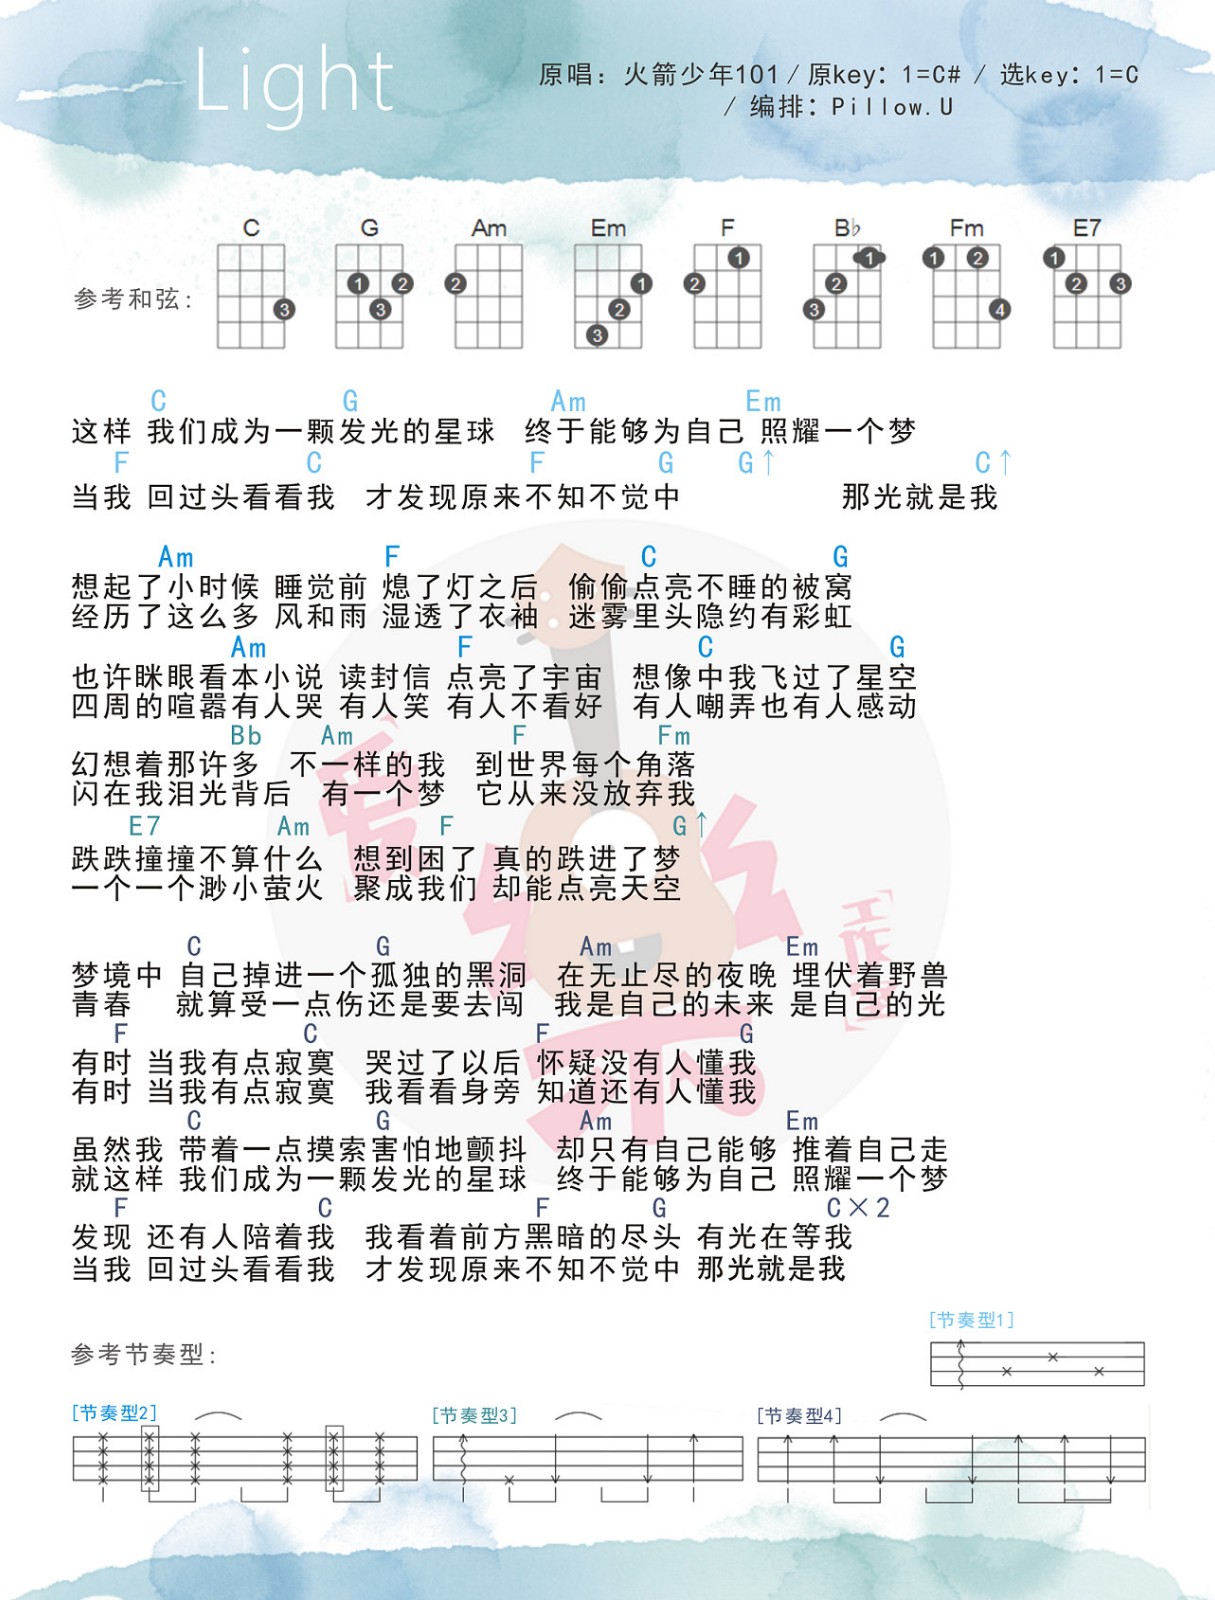 Light
原唱：火箭少年101 / 原key：1=C# / 选key：1=C
/ 编排：Pillow.U
C G Am Em F B♭ Fm E7
参考和弦：
3 1 2 3 2 1 2 3 1 2 1 2 3 1 2 4 1 2 3
C G Am Em
这样 我们成为一颗发光的星球 终于能够为自己 照耀一个梦
F C F G G↑ C↑
当我 回过头看看我 才发现原来不知不觉中 那光就是我
Am F C G
想起了小时候 睡觉前 熄了灯之后 偷偷点亮不睡的被窝
经历了这么多 风和雨 湿透了衣袖 迷雾里头隐约有彩虹
Am F C G
也许眯眼看本小说 读封信 点亮了宇宙 想像中我飞过了星空
四周的喧嚣有人哭 有人笑 有人不看好 有人嘲弄也有人感动
Bb Am F Fm
幻想着那许多 不一样的我 到世界每个角落
闪在我泪光背后 有一个梦 它从来没放弃我
E7 Am F G↑
跌跌撞撞不算什么 想到困了 真的跌进了梦
一个一个渺小萤火 聚成我们 却能点亮天空
C G Am Em
梦境中 自己掉进一个孤独的黑洞 在无止尽的夜晚 埋伏着野兽
青春 就算受一点伤还是要去闯 我是自己的未来 是自己的光
F C F G
有时 当我有点寂寞 哭过了以后 怀疑没有人懂我
有时 当我有点寂寞 我看看身旁 知道还有人懂我
C G Am Em
虽然我 带着一点摸索害怕地颤抖 却只有自己能够 推着自己走
就这样 我们成为一颗发光的星球 终于能够为自己 照耀一个梦
F C F G C×2
发现 还有人陪着我 我看着前方黑暗的尽头 有光在等我
当我 回过头看看我 才发现原来不知不觉中 那光就是我
爱丝乐
[工作室]
[节奏型1]
参考节奏型：
[节奏型2] [节奏型3] [节奏型4]